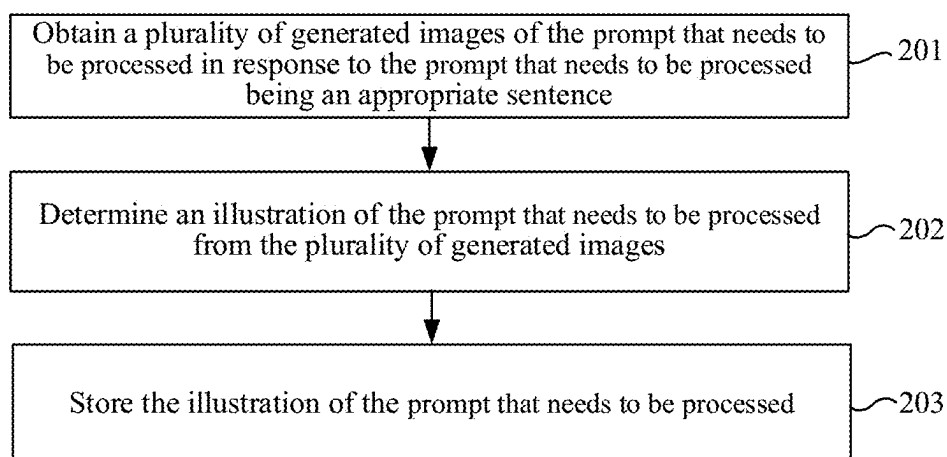 Obtain a plurality of generated images of the prompt that needs to
be processed in response to the prompt that needs to be processed
being an appropriate sentence
201
Determine an illustration of the prompt that needs to be processed
from the plurality of generated images
202
Store the illustration of the prompt that needs to be processed
203